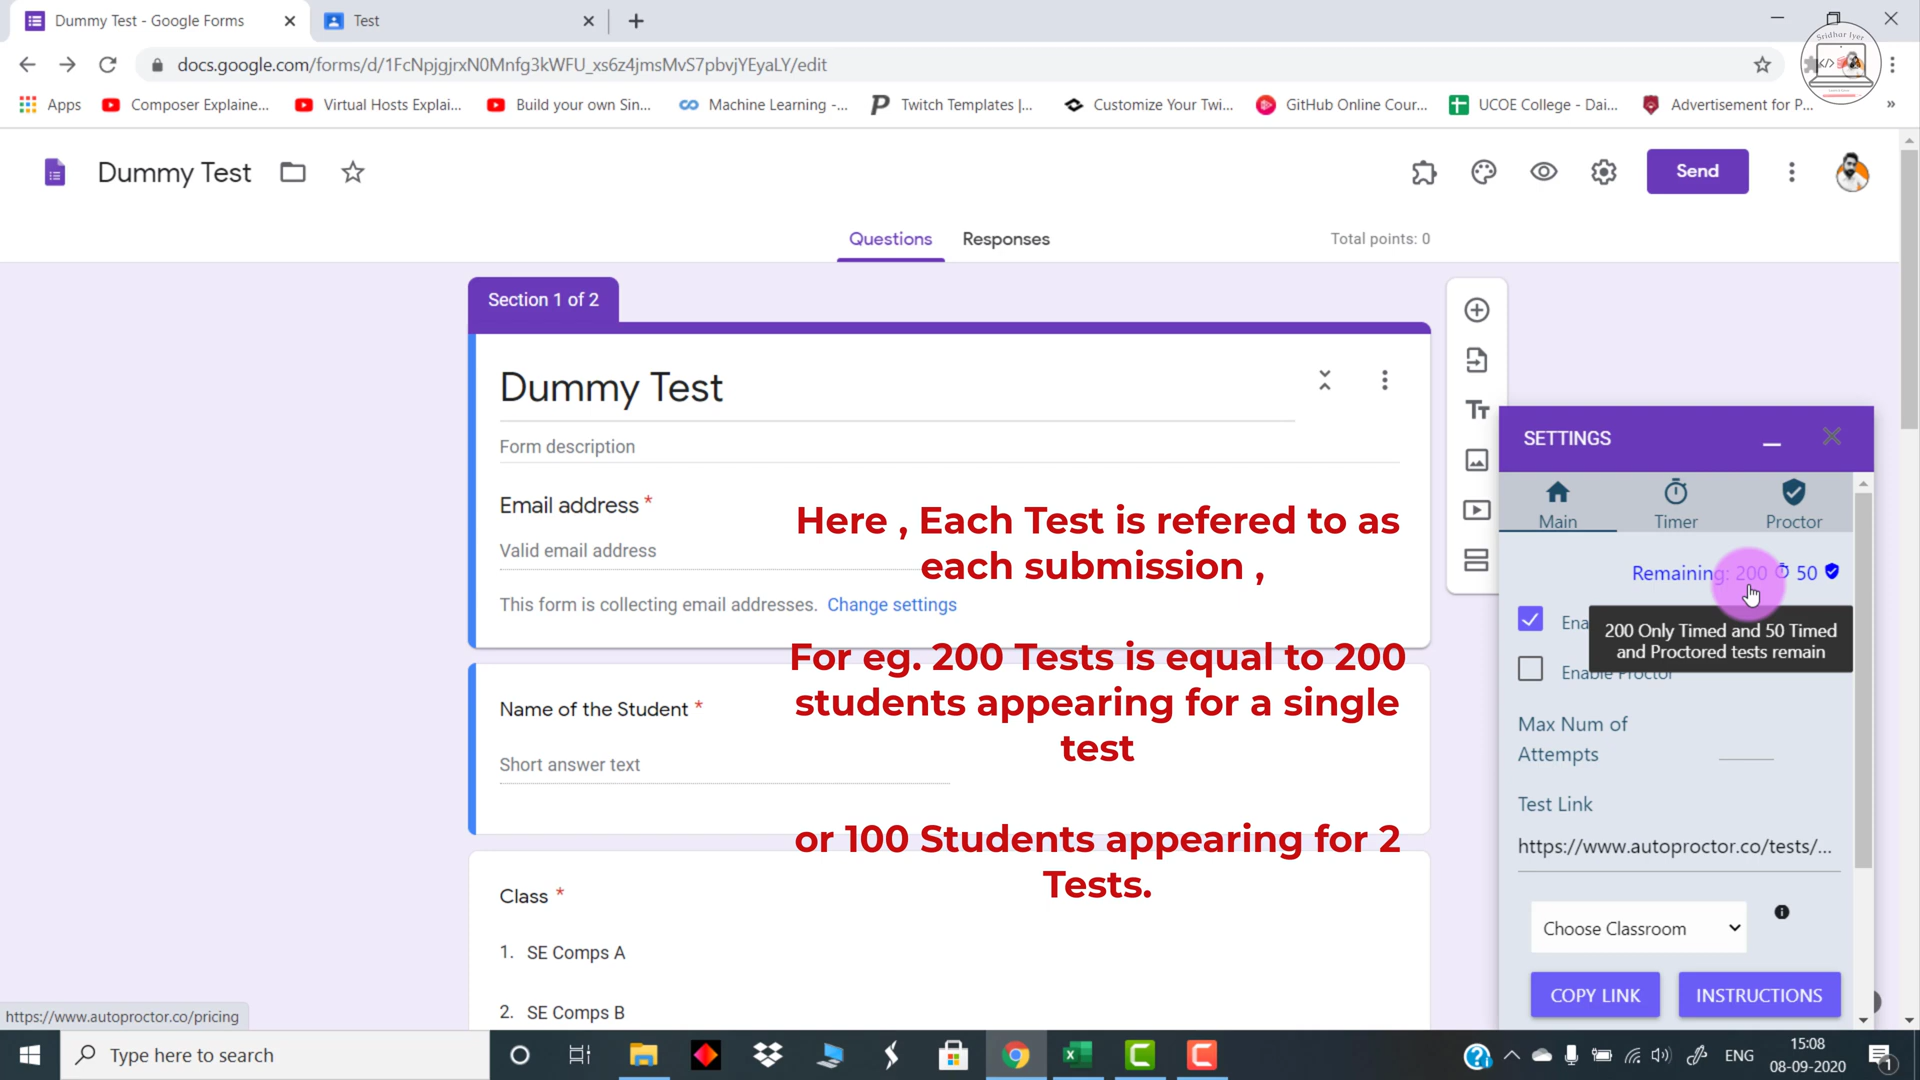 Dummy Test - Google Forms
Test
docs.google.com/forms/d/1FcNpjgjrxN0Mnfg3kWFU_xs6z4jmsMvS7pbvjYEyaLY/edit
Sridhar Iyer
Apps
Composer Explaine...
Virtual Hosts Explai...
Build your own Sin...
Machine Learning -...
Twitch Templates |...
Customize Your Twi...
GitHub Online Cour...
UCOE College - Dai...
Advertisement for P...
Dummy Test
Send
Questions
Responses
Total points: 0
Section 1 of 2
Dummy Test
Form description
Email address *
Valid email address
This form is collecting email addresses. Change settings
Name of the Student *
Short answer text
Class *
1. SE Comps A
2. SE Comps B
Here , Each Test is refered to as
each submission ,
For eg. 200 Tests is equal to 200
students appearing for a single
test
or 100 Students appearing for 2
Tests.
SETTINGS
Main
Timer
Proctor
Remaining: 200 50
Ena
200 Only Timed and 50 Timed
and Proctored tests remain
Enable Proctor
Max Num of
Attempts
Test Link
https://www.autoproctor.co/tests/...
Choose Classroom
COPY LINK
INSTRUCTIONS
https://www.autoproctor.co/pricing
Type here to search
ENG
15:08
08-09-2020
1